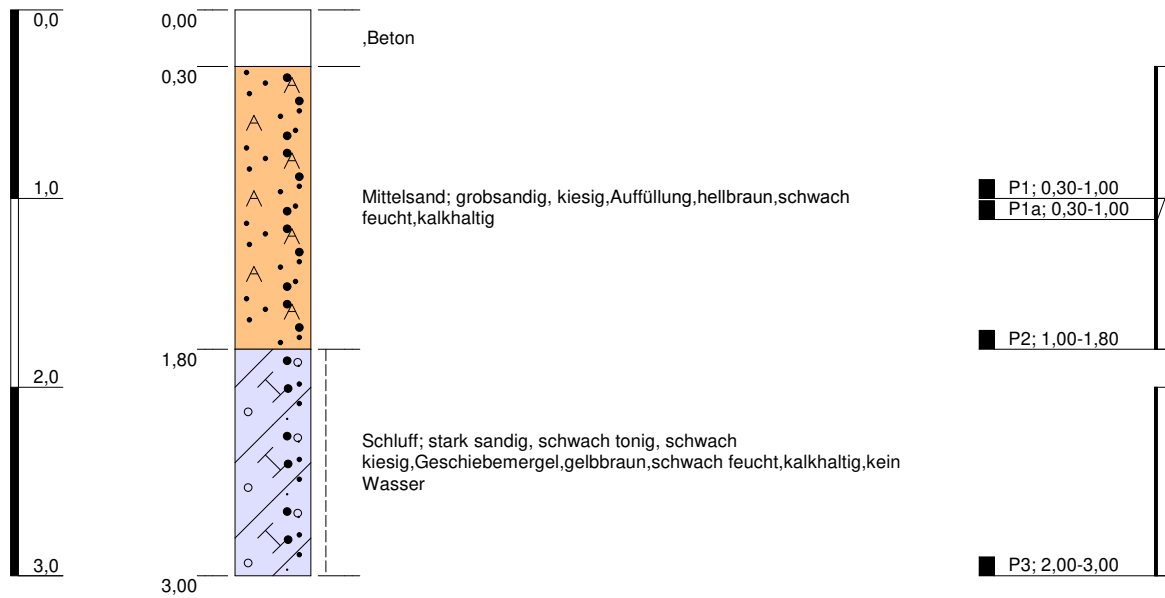 0,0
0,00
,Beton
0,30
1,0
Mittelsand; grobsandig, kiesig,Auffüllung,hellbraun,schwach
feucht,kalkhaltig
P1; 0,30-1,00
P1a; 0,30-1,00
P2; 1,00-1,80
1,80
2,0
Schluff; stark sandig, schwach tonig, schwach
kiesig,Geschiebemergel,gelbbraun,schwach feucht,kalkhaltig,kein
Wasser
3,0
3,00
P3; 2,00-3,00